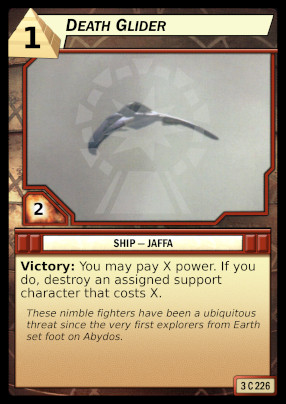 1
DEATH GLIDER
2
SHIP – JAFFA
Victory: You may pay X power. If you
do, destroy an assigned support
character that costs X.
These nimble fighters have been a ubiquitous
threat since the very first explorers from Earth
set foot on Abydos.
3 C 226